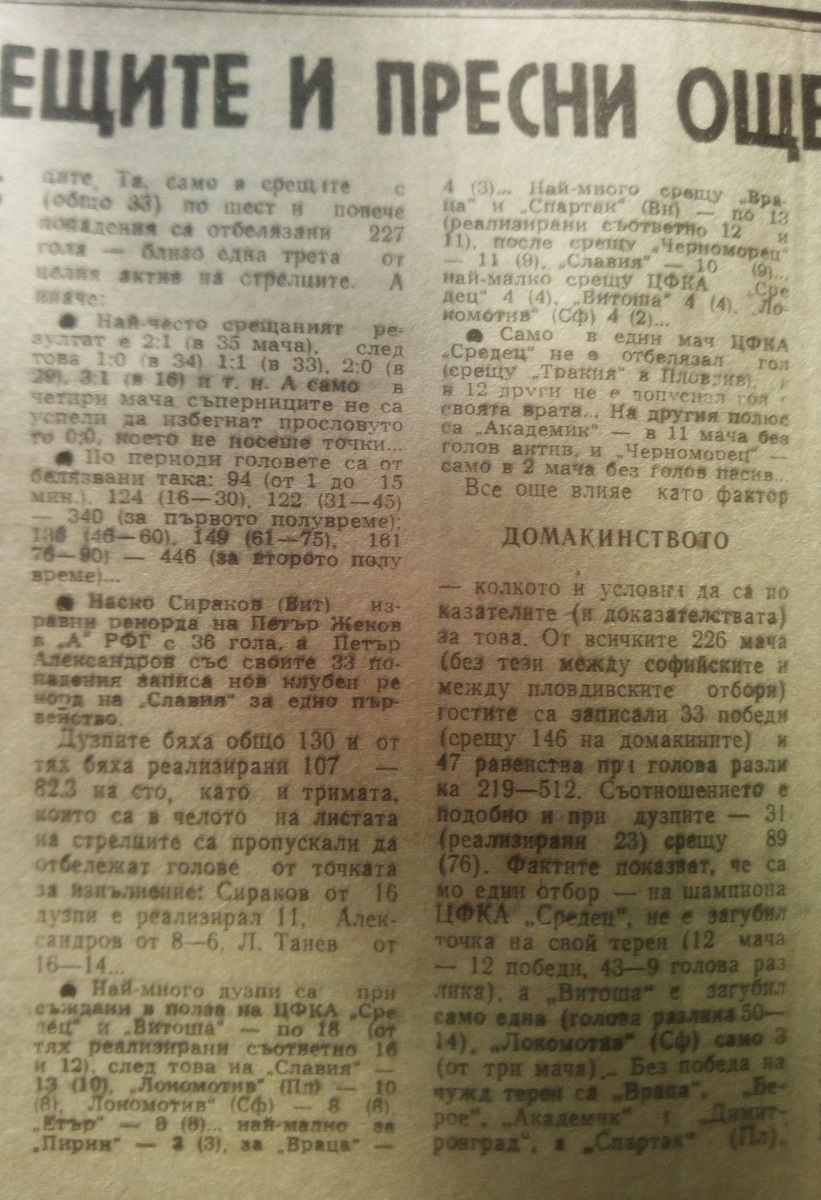 ЕЩИТЕ И ПРЕСНИ ОЩЕ
ците. Та, само в срещите с
(общо 33) по шест и повече
попадения са отбелязани 227
гола — близо една трета от
целия актив на стрелците. А
иначе:
● Най-често срещаният ре-
зултат е 2:1 (в 35 мача), след
това 1:0 (в 34) 1:1 (в 33), 2:0 (в
29), 3:1 (в 16) и т. н. А само в
четири мача съперниците не са
успели да избегнат прословуто
то 0:0, което не носеше точки...
● По периоди головете са от
белязвани така: 94 (от 1 до 15
мин.), 124 (16—30), 122 (31—45)
— 340 (за първото полувреме);
136 (46—60), 149 (61—75), 161
76—90) — 446 (за второто полу
време)...
● Наско Сираков (Вит) из-
равни рекорда на Петър Жеков
в „А" РФГ с 36 гола, а Петър
Александров със своите 33 по-
падения записа нов клубен ре
корд на „Славия" за едно пър-
венство.
Дузпите бяха общо 130 и от
тях бяха реализирани 107 —
82.3 на сто, като и тримата,
които са в челото на листата
на стрелците са пропускали да
отбележат голове от точката
за изпълнение: Сираков от 16
дузпи е реализирал 11, Алек-
сандров от 8—6, Л. Танев от
16—14...
● Най-много дузпи са при
съждани в полза на ЦФКА „Сре
дец" и „Витоша" — по 18 (от
тях реализирани съответно 16
и 12), след това на „Славия" —
13 (10), „Локомотив" (Пл) — 10
(8), „Локомотив" (Сф) — 8 (8),
„Етър" — 8 (8)... най-малко за
„Пирин" — 3 (3), за „Враца" —
4 (3)... Най-много срещу „Вра-
ца" и „Спартак" (Вн) — по 13
(реализирани съответно 12 и
11), после срещу „Черноморец"
— 11 (9), „Славия" — 10 (9)...
най-малко срещу ЦФКА „Сре
дец" 4 (4), „Витоша" 4 (4), „Ло-
комотив" (Сф) 4 (2)...
● Само в един мач ЦФКА
„Средец" не е отбелязал гол
(срещу „Тракия" в Пловдив),
в 12 други не е допуснал гол в
своята врата... На другия полюс
са „Академик" — в 11 мача без
голов актив, и „Черноморец" —
само в 2 мача без голов пасив...
Все още влияе като фактор
ДОМАКИНСТВОТО
— колкото и условни да са по
казателите (и доказателствата)
за това. От всичките 226 мача
(без тези между софийските и
между пловдивските отбори)
гостите са записали 33 победи
(срещу 146 на домакините) и
47 равенства при голова разли
ка 219—512. Съотношението е
подобно и при дузпите — 31
(реализирани 23) срещу 89
(76). Фактите показват, че са
мо един отбор — на шампиона
ЦФКА „Средец", не е загубил
точка на свой терен (12 мача
— 12 победи, 43—9 голова раз
лика), а „Витоша" е загубил
само една (голова разлика 50—
14), „Локомотив" (Сф) само 3
(от три мача)... Без победа на
чужд терен са „Враца", „Бе-
рое", „Академик" и „Димит-
ровград", а „Спартак" (Пл).